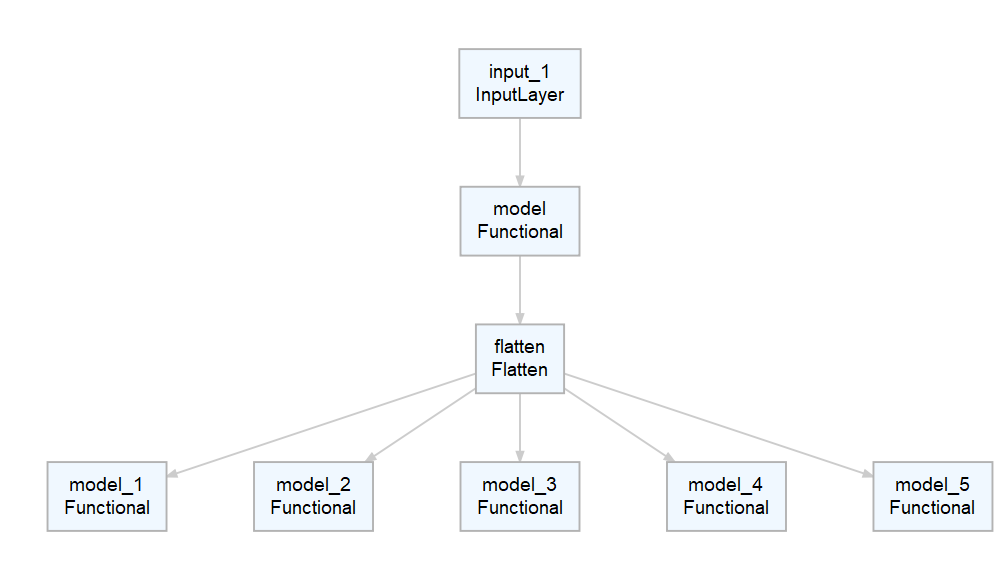 input_1
InputLayer
model
Functional
flatten
Flatten
model_1
Functional
model_2
Functional
model_3
Functional
model_4
Functional
model_5
Functional